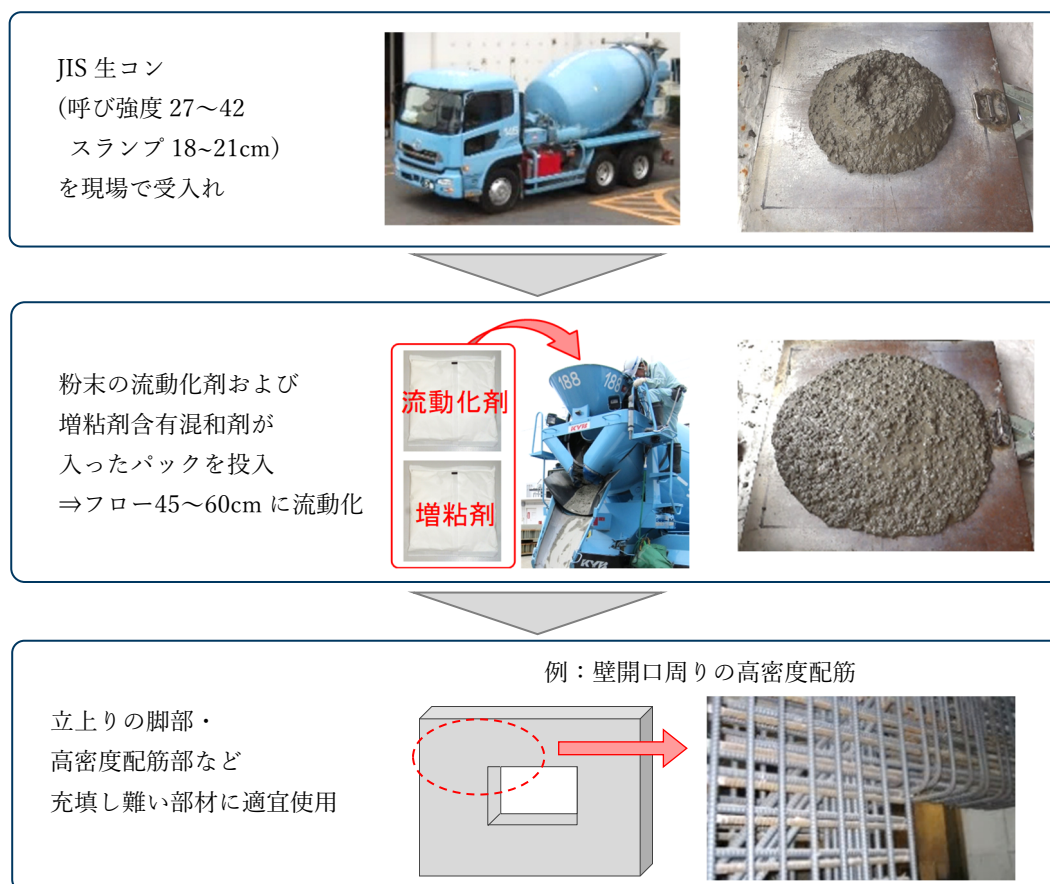 JIS 生コン
(呼び強度 27～42
スランプ 18~21cm)
を現場で受入れ
粉末の流動化剤および
増粘剤含有混和剤が
入ったパックを投入
⇒フロー45～60cm に流動化
流動化剤
増粘剤
188
188
KYB
KYB
例：壁開口周りの高密度配筋
立上りの脚部・
高密度配筋部など
充填し難い部材に適宜使用